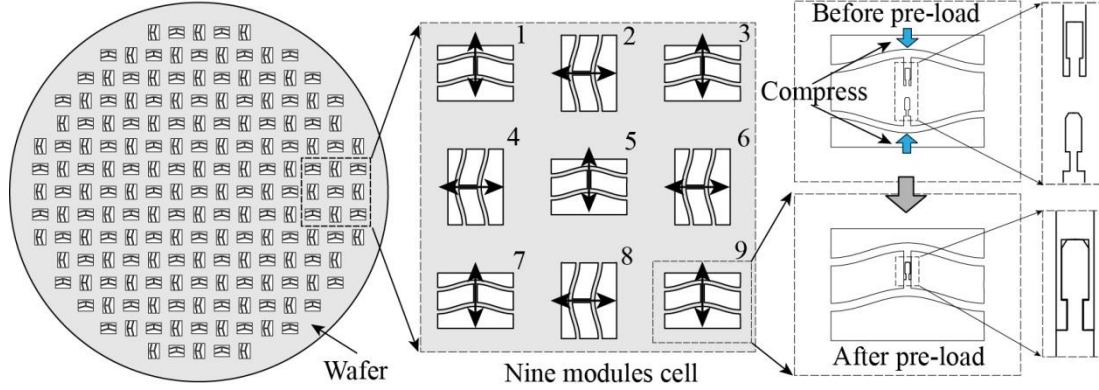 Wafer
1
2
3
4
5
6
7
8
9
Nine modules cell
Before pre-load
Compress
After pre-load